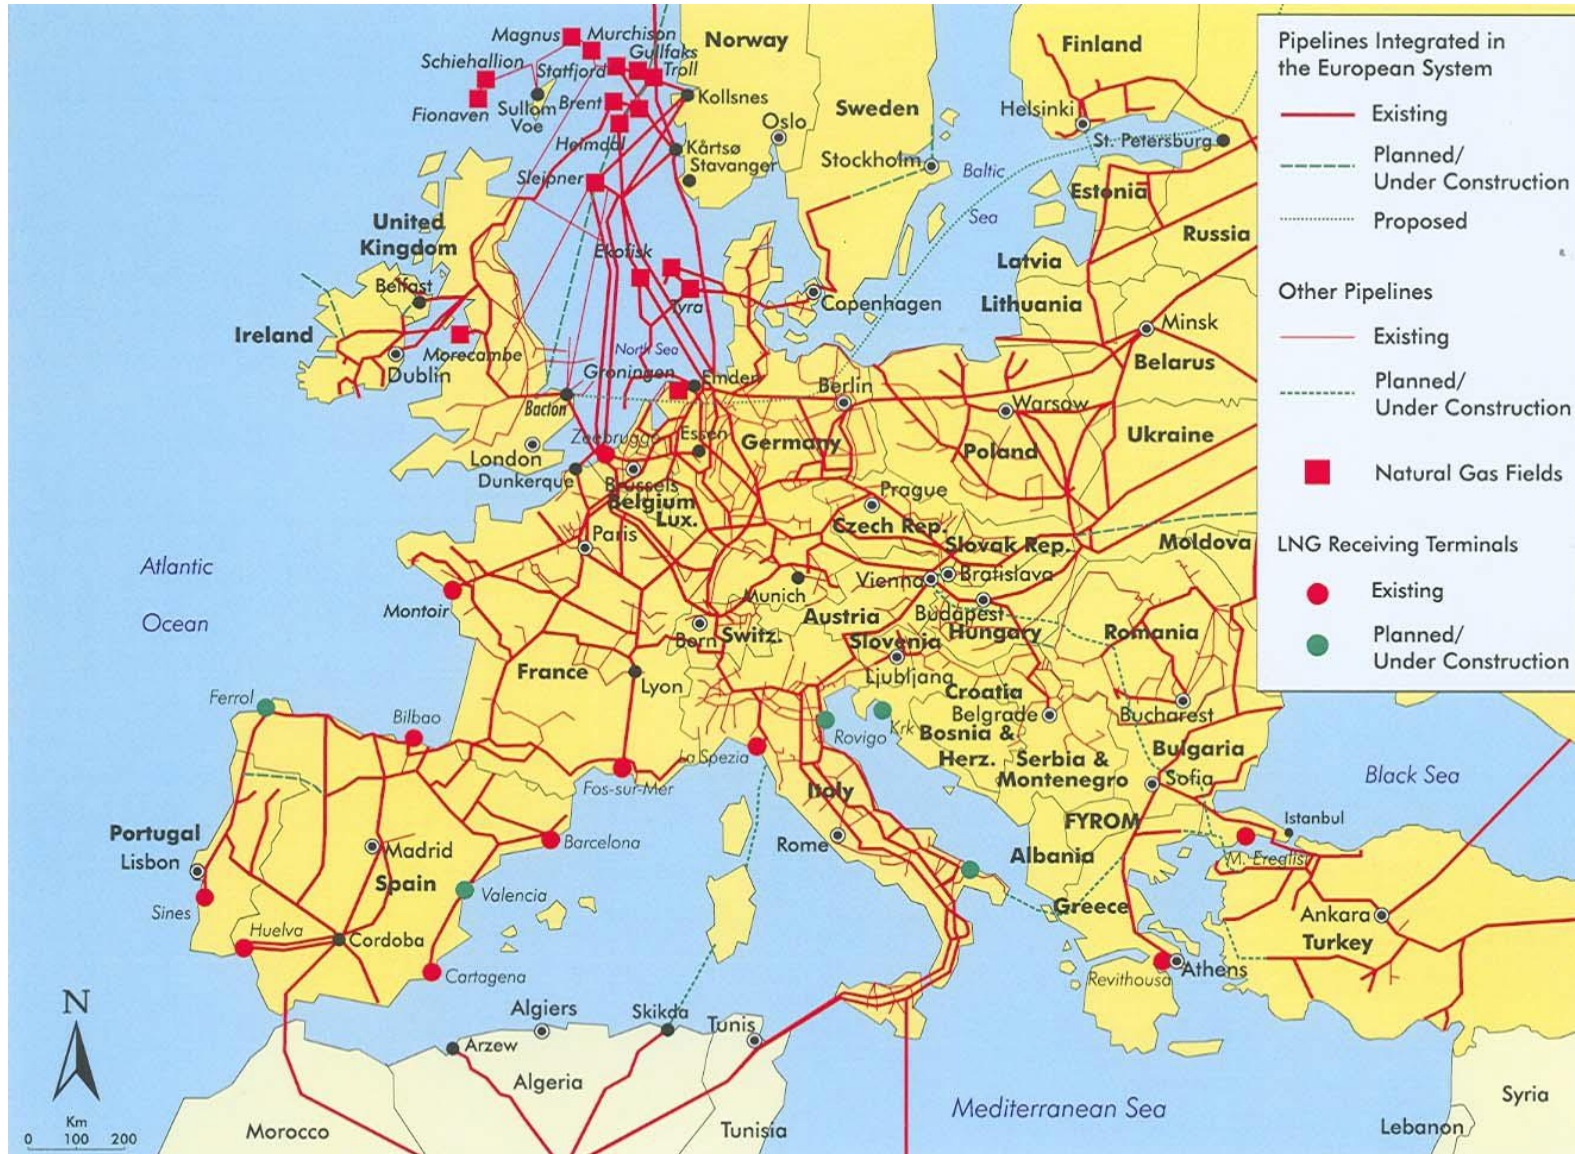 Magnus
Murchison
Gullfaks
Schiehallion
Statfjord
Troll
Fionaven
Sullom
Voe
Brent
Heimdal
Sleipner
Kollsnes
Kårtsø
Stavanger
Norway
Oslo
Sweden
Stockholm
Finland
Helsinki
St. Petersburg
Baltic
Sea
Estonia
Russia
Latvia
Lithuania
United
Kingdom
Belfast
Ireland
Dublin
Morecambe
Ekofisk
Tyra
Copenhagen
Minsk
Belarus
North Sea
Groningen
Emden
Berlin
Warsaw
Bacton
London
Dunkerque
Zeebrugge
Essen
Germany
Poland
Ukraine
Brussels
Belgium
Lux.
Prague
Czech Rep.
Slovak Rep.
Moldova
Paris
Atlantic
Ocean
Montoir
Munich
Vienna
Bratislava
Budapest
Austria
Hungary
Bern
Switz.
Slovenia
Ljubljana
Romania
France
Lyon
Croatia
Belgrade
Bucharest
Ferrol
Bilbao
Fos-sur-Mer
La Spezia
Rovigo
Krk
Bosnia &
Herz.
Serbia &
Montenegro
Bulgaria
Sofia
Black Sea
Italy
Rome
FYROM
Albania
Greece
Istanbul
M. Ereglisi
Ankara
Turkey
Portugal
Lisbon
Madrid
Spain
Barcelona
Valencia
Sines
Huelva
Cordoba
Cartagena
Revithousa
Athens
Algiers
Skikda
Tunis
Arzew
Algeria
Morocco
Tunisia
Mediterranean Sea
Syria
Lebanon
N
Km
0 100 200
Pipelines Integrated in
the European System
Existing
Planned/
Under Construction
Proposed
Other Pipelines
Existing
Planned/
Under Construction
Natural Gas Fields
LNG Receiving Terminals
Existing
Planned/
Under Construction